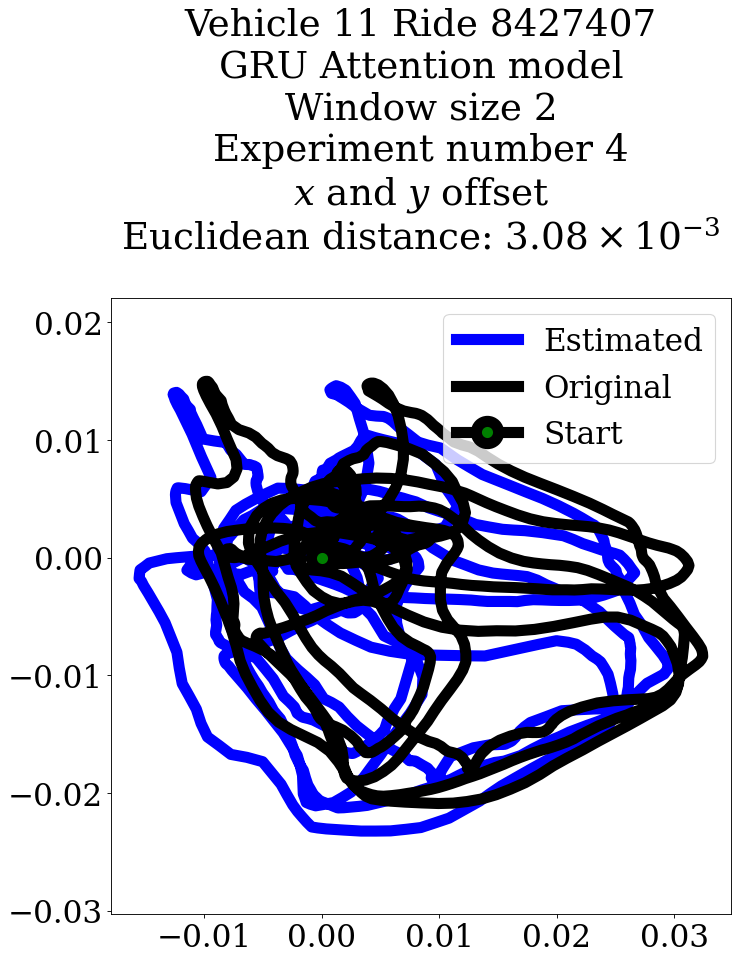 Vehicle 11 Ride 8427407
GRU Attention model
Window size 2
Experiment number 4
x and y offset
Euclidean distance: 3.08 × 10⁻³
Estimated
Original
Start
0.02
0.01
0.00
−0.01
−0.02
−0.03
−0.01 0.00 0.01 0.02 0.03